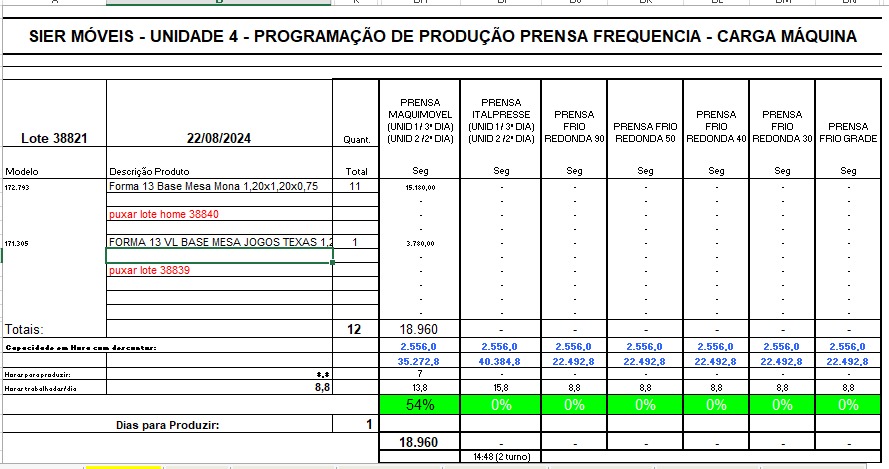 SIER MÓVEIS - UNIDADE 4 - PROGRAMAÇÃO DE PRODUÇÃO PRENSA FREQUENCIA - CARGA MÁQUINA
Lote 38821 22/08/2024 Quant. PRENSA MAQUIMOVEL (UNID 1 / 3ª DIA) (UNID 2 / 2ª DIA) PRENSA ITALPRESSE (UNID 1 / 3ª DIA) (UNID 2 / 2ª DIA) PRENSA FRIO REDONDA 90 PRENSA FRIO REDONDA 50 PRENSA FRIO REDONDA 40 PRENSA FRIO REDONDA 30 PRENSA FRIO GRADE
Modelo Descrição Produto Total Seg Seg Seg Seg Seg Seg Seg
172.793 Forma 13 Base Mesa Mona 1,20x1,20x0,75 11 15.180,00 - - - - - -
- - - - - - -
puxar lote home 38840 - - - - - - -
- - - - - - -
171.305 FORMA 13 VL BASE MESA JOGOS TEXAS 1,2 1 3.780,00 - - - - - -
- - - - - - -
puxar lote 38839 - - - - - - -
- - - - - - -
- - - - - - -
- - - - - - -
Totais: 12 18.960 - - - - - -
Capacidade em Hora com descontos: 2.556,0 2.556,0 2.556,0 2.556,0 2.556,0 2.556,0 2.556,0
35.272,8 40.384,8 22.492,8 22.492,8 22.492,8 22.492,8 22.492,8
Horas para produzir: 8,8 7 - - - - - -
Horas trabalhadas/dia 8,8 13,8 15,8 8,8 8,8 8,8 8,8 8,8
54% 0% 0% 0% 0% 0% 0%
Dias para Produzir: 1
18.960 - - - - - -
14:48 (2 turno)